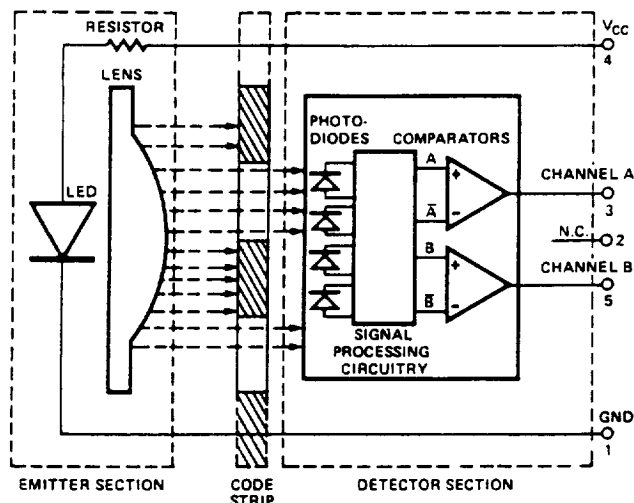 RESISTOR
VCC
4
LENS
PHOTO-
DIODES
COMPARATORS
LED
A
+
CHANNEL A
3
A̅
−
N.C.
2
B
+
CHANNEL B
5
B̅
−
SIGNAL
PROCESSING
CIRCUITRY
GND
1
EMITTER SECTION
CODE
STRIP
DETECTOR SECTION